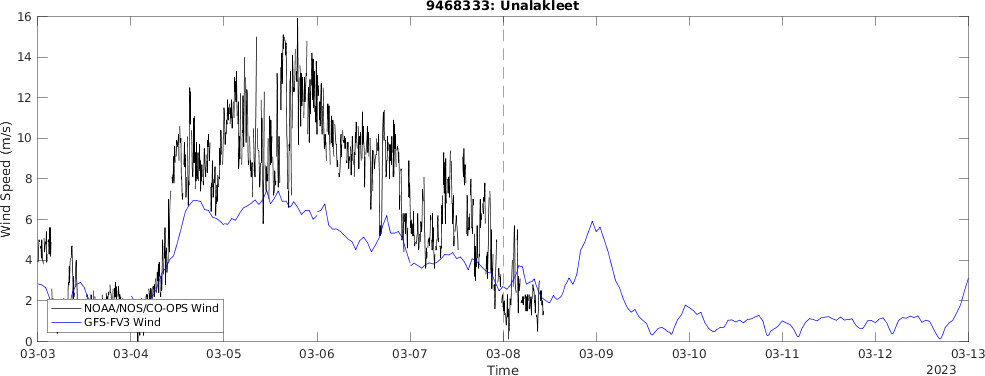 9468333: Unalakleet
16
14
12
10
8
6
4
2
0
Wind Speed (m/s)
NOAA/NOS/CO-OPS Wind
GFS-FV3 Wind
03-03 03-04 03-05 03-06 03-07 03-08 03-09 03-10 03-11 03-12 03-13
Time
2023